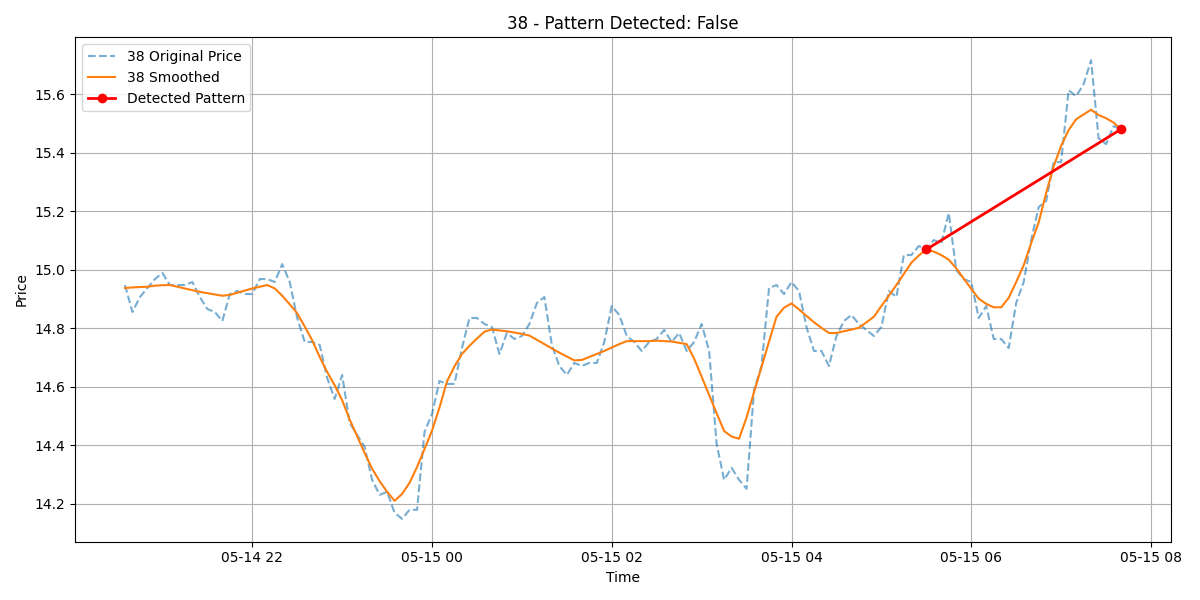 38 - Pattern Detected: False
38 Original Price
38 Smoothed
Detected Pattern
Price
15.6
15.4
15.2
15.0
14.8
14.6
14.4
14.2
05-14 22
05-15 00
05-15 02
05-15 04
05-15 06
05-15 08
Time